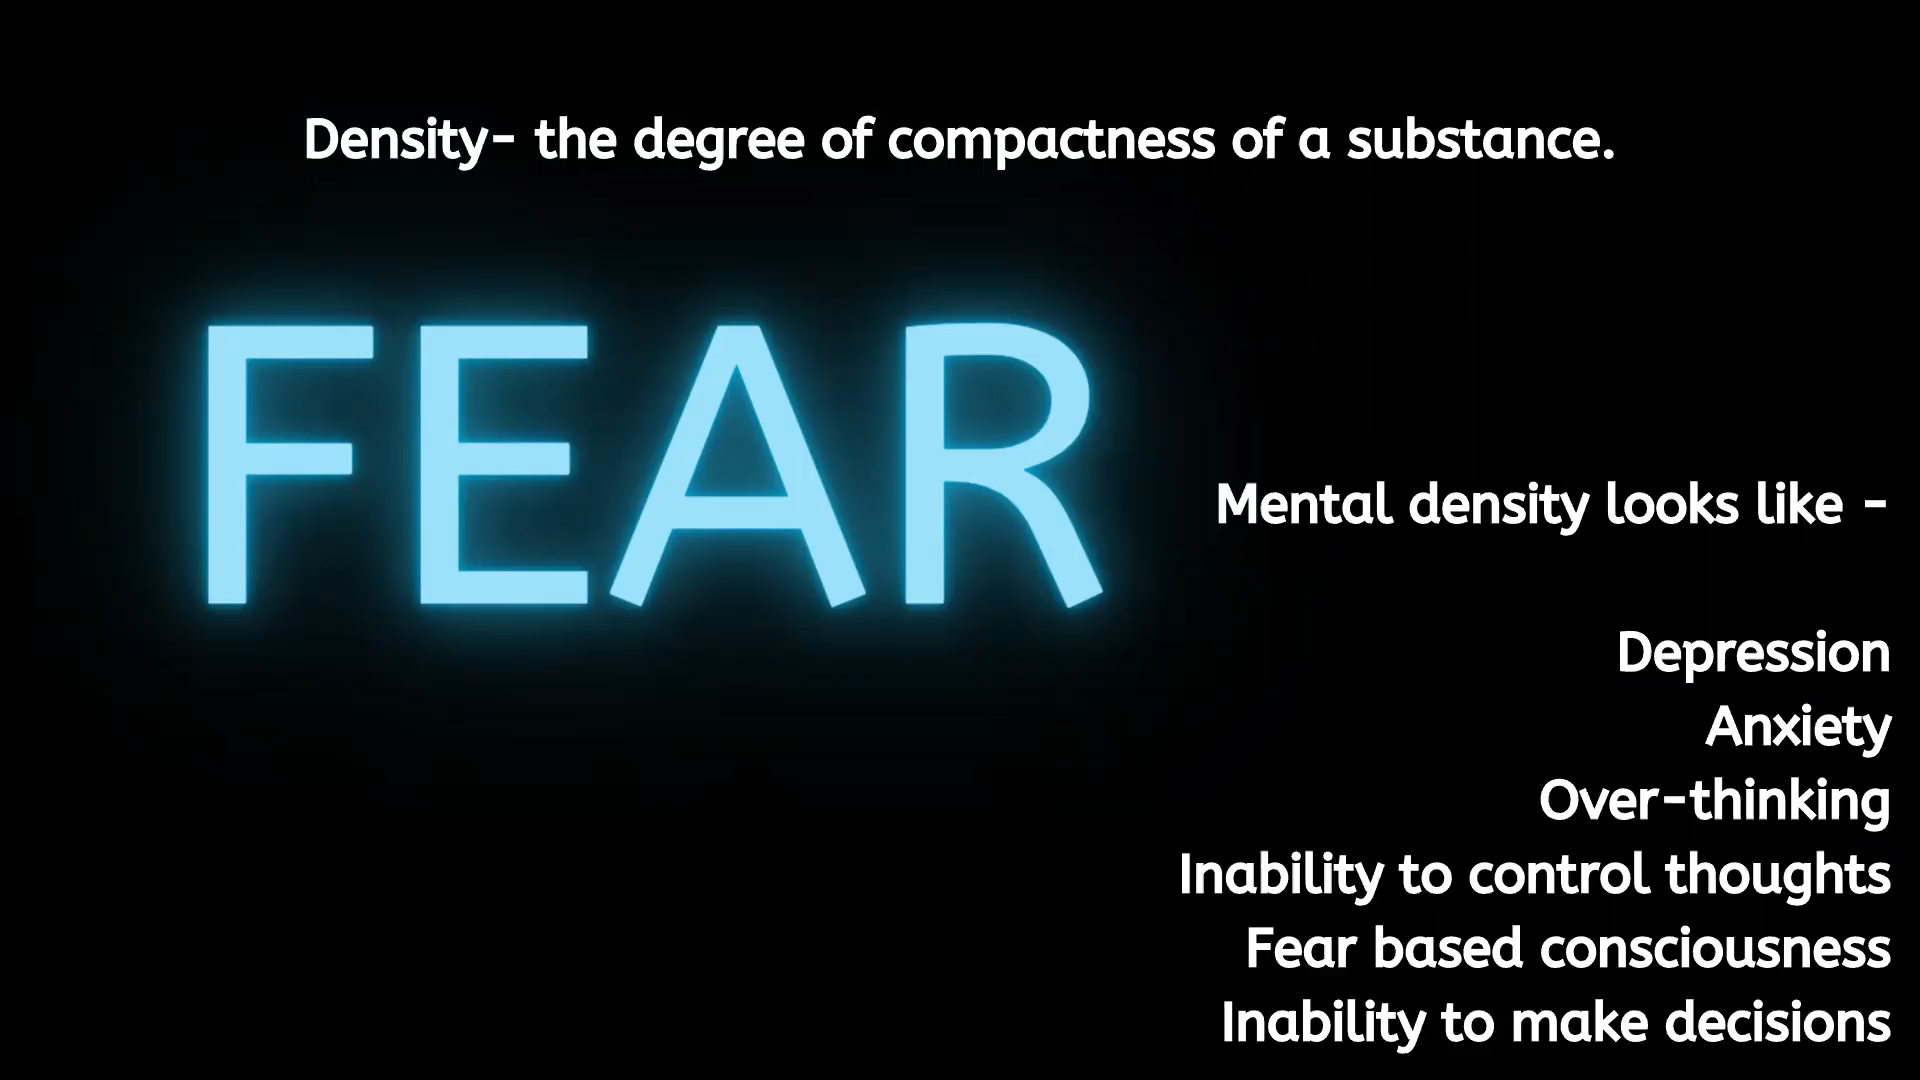 Density- the degree of compactness of a substance.
FEAR
Mental density looks like -
Depression
Anxiety
Over-thinking
Inability to control thoughts
Fear based consciousness
Inability to make decisions